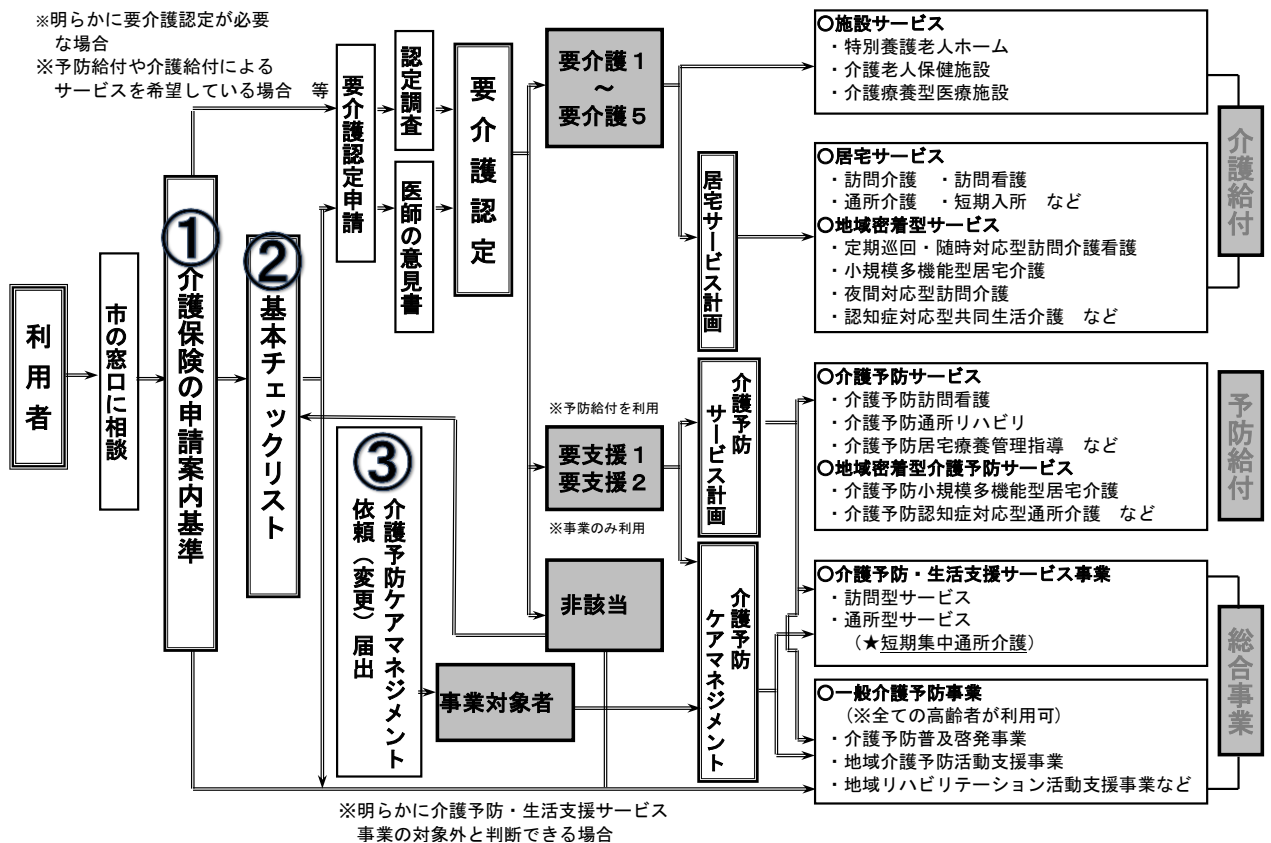 ※明らかに要介護認定が必要
な場合
※予防給付や介護給付による
サービスを希望している場合　等
利用者
市の窓口に相談
①介護保険の申請案内基準
②基本チェックリスト
要介護認定申請
認定調査
医師の意見書
要介護認定
③介護予防ケアマネジメント
依頼（変更）届出
事業対象者
要介護１
～
要介護５
※予防給付を利用
要支援１
要支援２
※事業のみ利用
非該当
居宅サービス計画
介護予防
サービス計画
介護予防
ケアマネジメント
○施設サービス
・特別養護老人ホーム
・介護老人保健施設
・介護療養型医療施設
○居宅サービス
・訪問介護　・訪問看護
・通所介護　・短期入所　など
○地域密着型サービス
・定期巡回・随時対応型訪問介護看護
・小規模多機能型居宅介護
・夜間対応型訪問介護
・認知症対応型共同生活介護　など
介護給付
○介護予防サービス
・介護予防訪問看護
・介護予防通所リハビリ
・介護予防居宅療養管理指導　など
○地域密着型介護予防サービス
・介護予防小規模多機能型居宅介護
・介護予防認知症対応型通所介護　など
予防給付
○介護予防・生活支援サービス事業
・訪問型サービス
・通所型サービス
（★短期集中通所介護）
○一般介護予防事業
（※全ての高齢者が利用可）
・介護予防普及啓発事業
・地域介護予防活動支援事業
・地域リハビリテーション活動支援事業など
総合事業
※明らかに介護予防・生活支援サービス
事業の対象外と判断できる場合